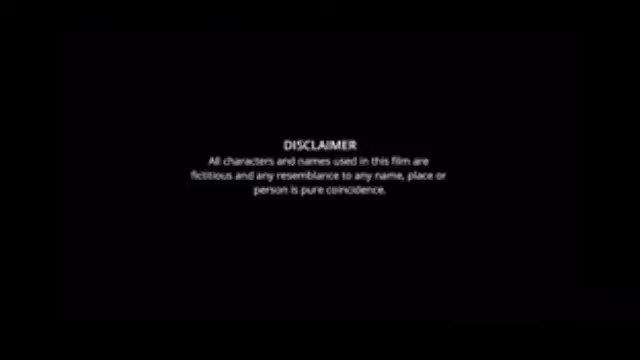 DISCLAIMER
All characters and names used in this film are
fictitious and any resemblance to any name, place or
person is pure coincidence.